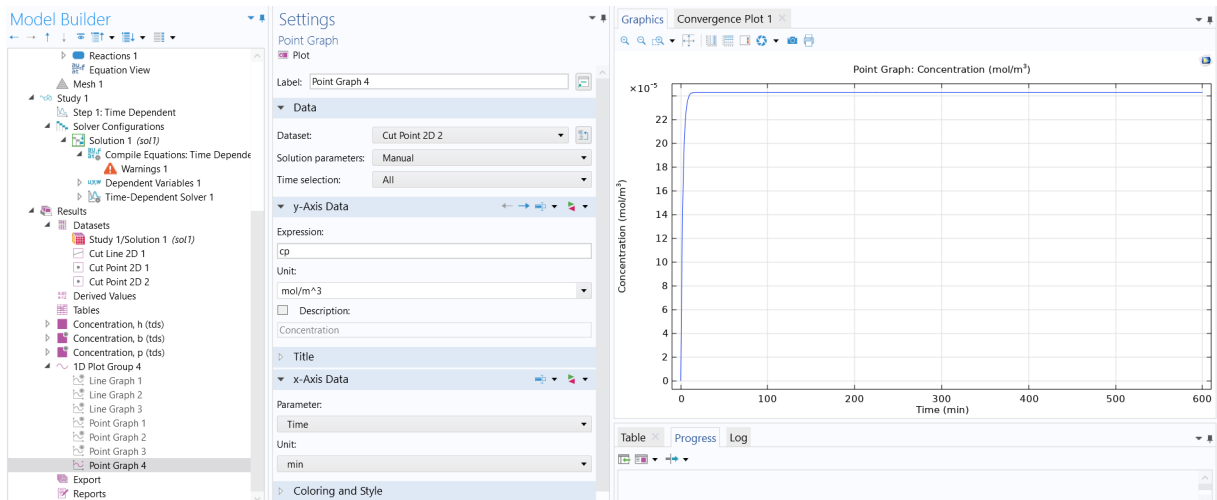 Model Builder
Reactions 1
Equation View
Mesh 1
Study 1
Step 1: Time Dependent
Solver Configurations
Solution 1 (sol1)
Compile Equations: Time Depende
Warnings 1
Dependent Variables 1
Time-Dependent Solver 1
Results
Datasets
Study 1/Solution 1 (sol1)
Cut Line 2D 1
Cut Point 2D 1
Cut Point 2D 2
Derived Values
Tables
Concentration, h (tds)
Concentration, b (tds)
Concentration, p (tds)
1D Plot Group 4
Line Graph 1
Line Graph 2
Line Graph 3
Point Graph 1
Point Graph 2
Point Graph 3
Point Graph 4
Export
Reports
Settings
Point Graph
Plot
Label: Point Graph 4
Data
Dataset: Cut Point 2D 2
Solution parameters: Manual
Time selection: All
y-Axis Data
Expression:
cp
Unit:
mol/m^3
Description:
Concentration
Title
x-Axis Data
Parameter:
Time
Unit:
min
Coloring and Style
Graphics Convergence Plot 1
Point Graph: Concentration (mol/m³)
×10⁻⁵
22
20
18
16
14
12
10
8
6
4
2
0
Concentration (mol/m³)
0 100 200 300 400 500 600
Time (min)
Table Progress Log